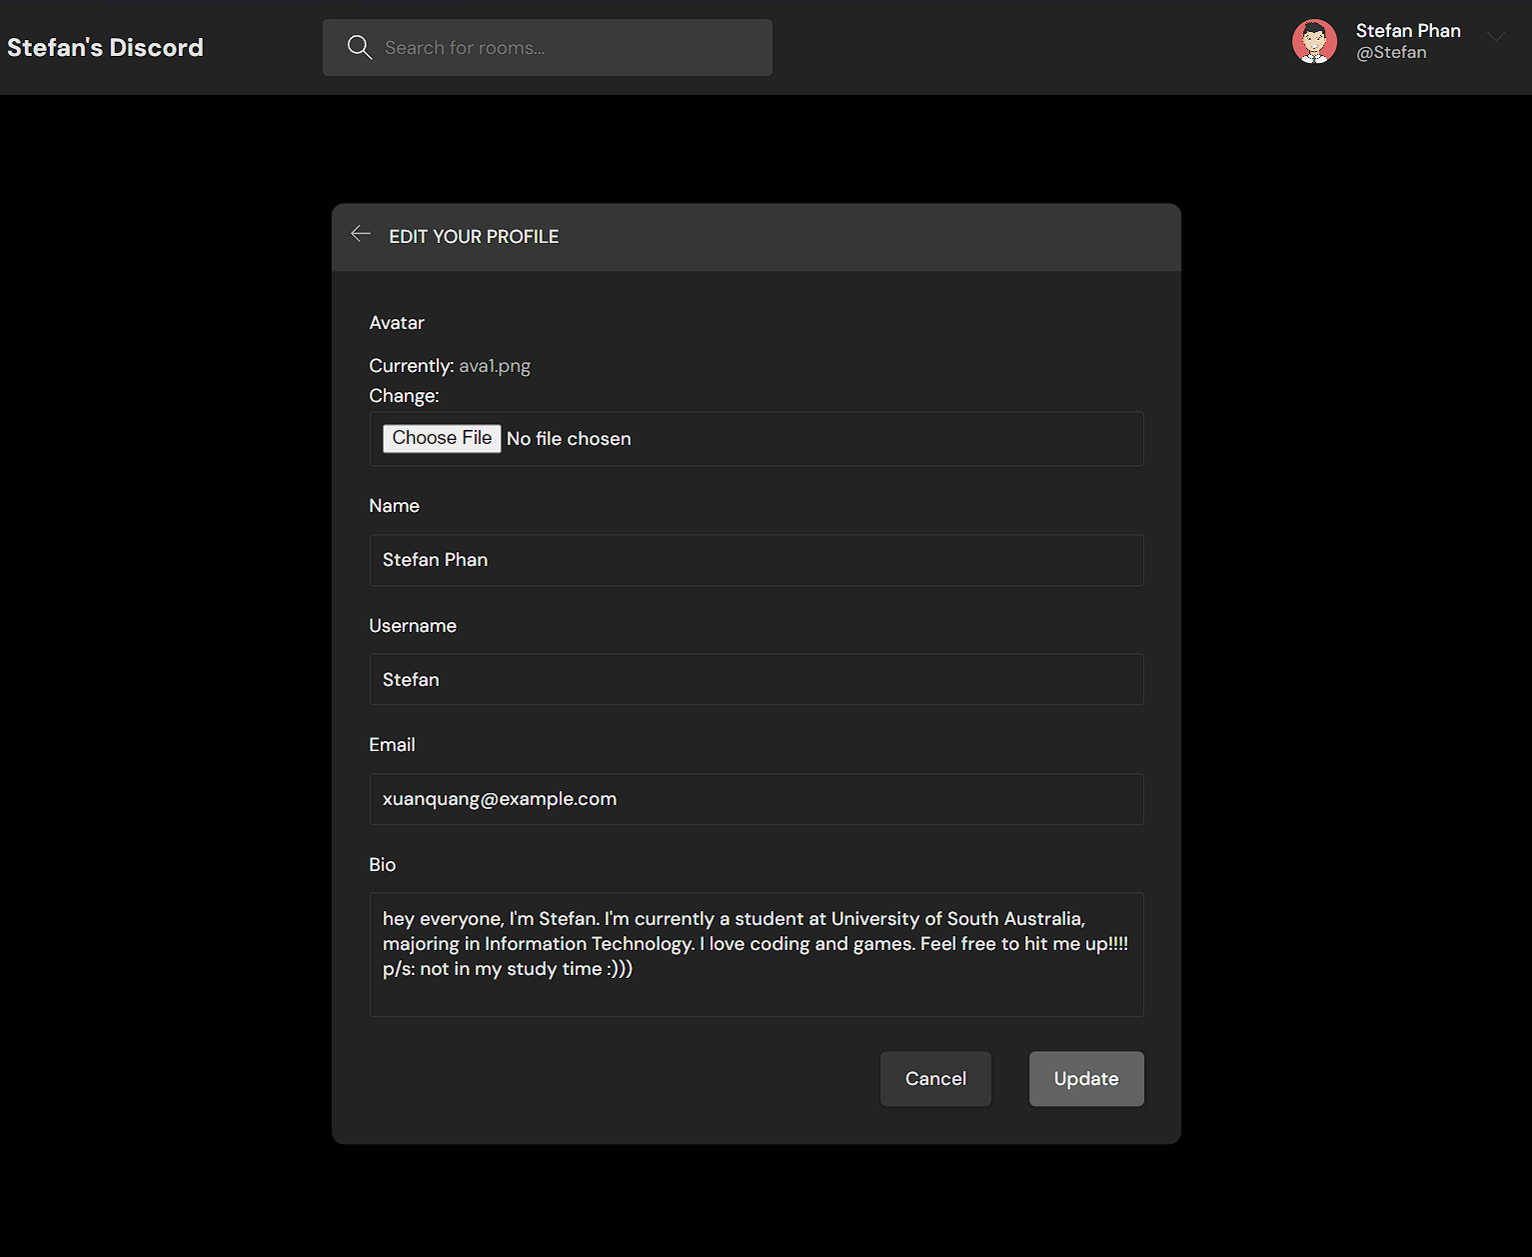 Stefan's Discord
Search for rooms...
Stefan Phan
@Stefan
EDIT YOUR PROFILE
Avatar
Currently: ava1.png
Change:
Choose File No file chosen
Name
Stefan Phan
Username
Stefan
Email
xuanquang@example.com
Bio
hey everyone, I'm Stefan. I'm currently a student at University of South Australia,
majoring in Information Technology. I love coding and games. Feel free to hit me up!!!!
p/s: not in my study time :)))
Cancel
Update